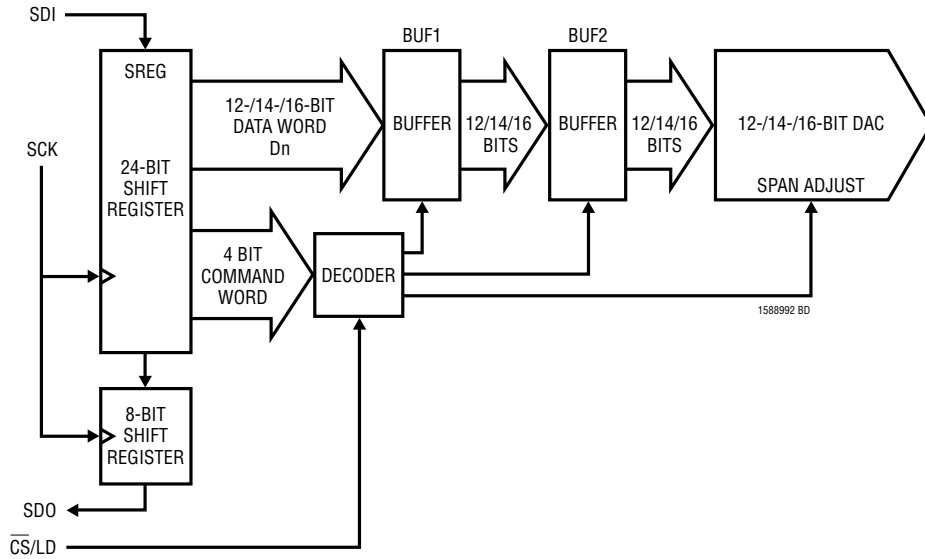 SDI
SREG
24-BIT
SHIFT
REGISTER
SCK
12-/14-/16-BIT
DATA WORD
Dn
BUF1
BUFFER
12/14/16
BITS
BUF2
BUFFER
12/14/16
BITS
12-/14-/16-BIT DAC
SPAN ADJUST
4 BIT
COMMAND
WORD
DECODER
1588992 BD
8-BIT
SHIFT
REGISTER
SDO
C̅S̅/LD